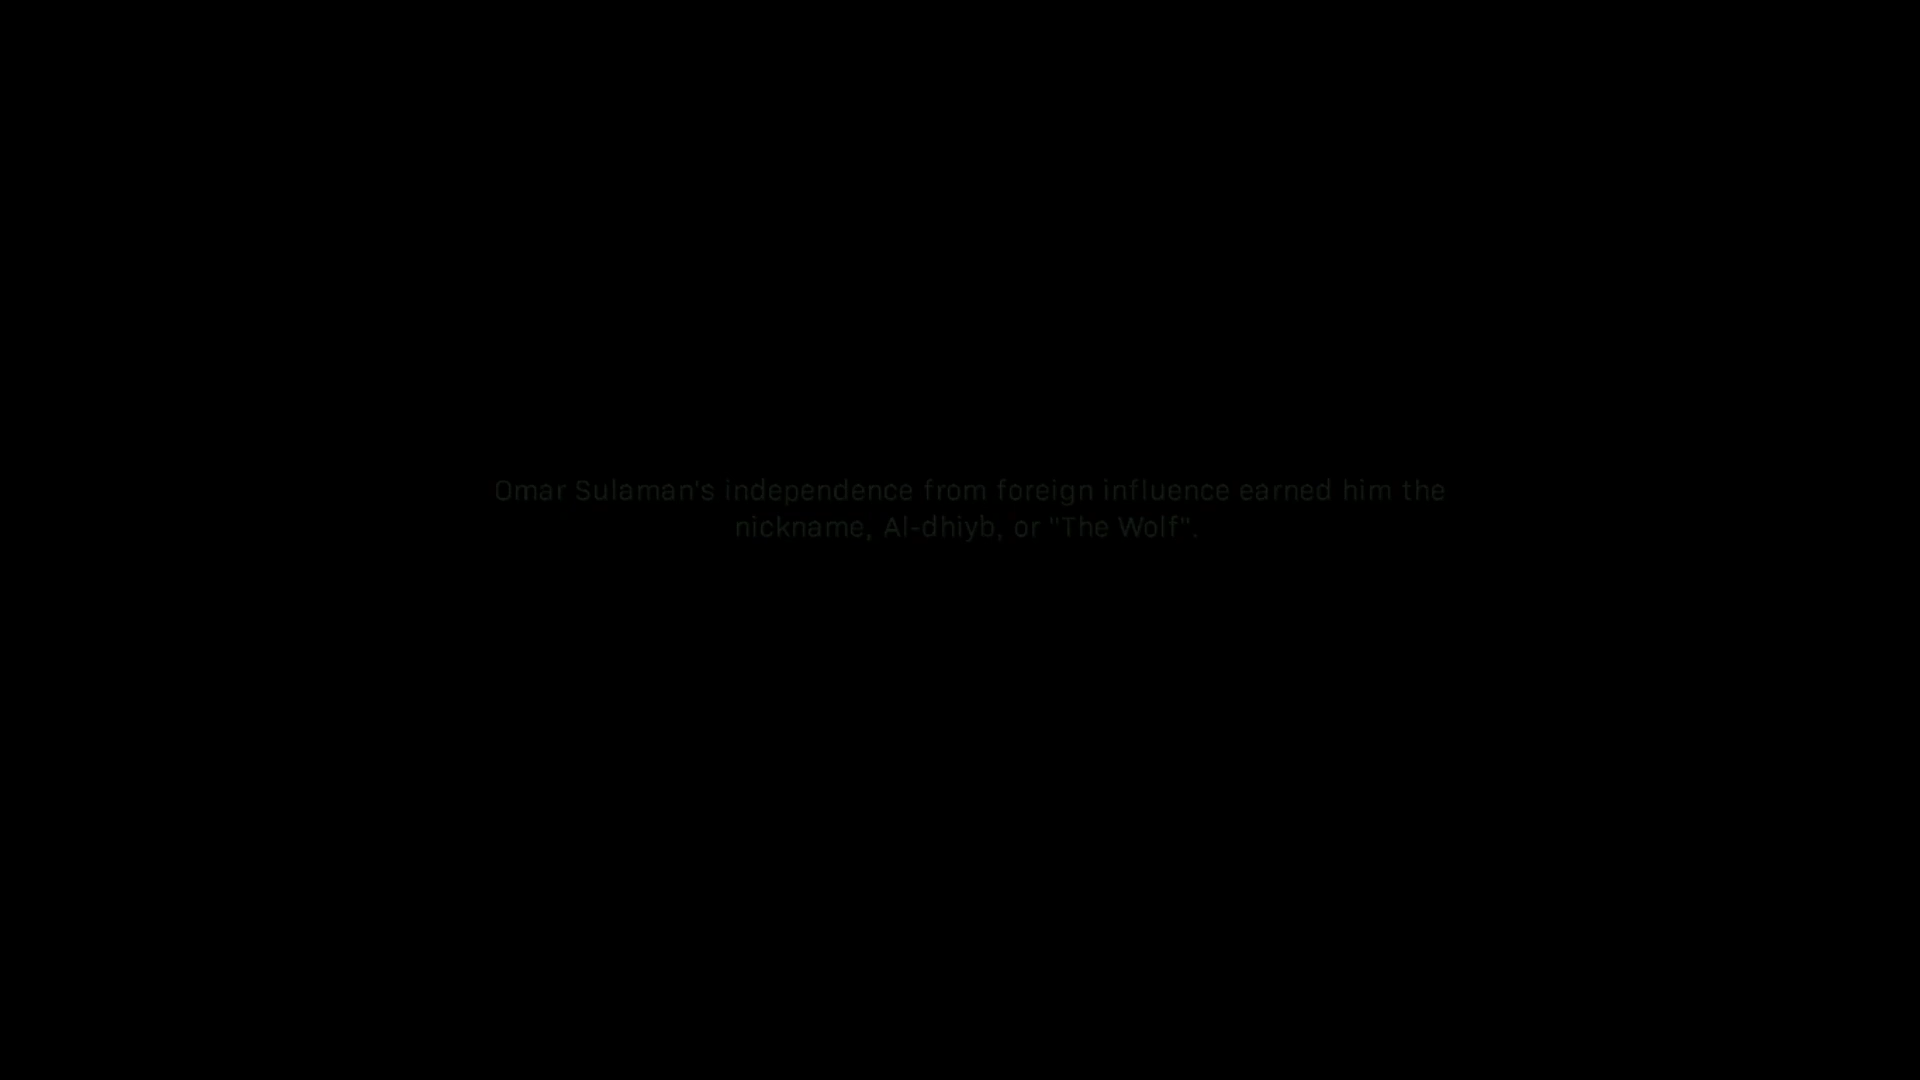 Omar Sulaman's independence from foreign influence earned him the
nickname, Al-dhiyb, or "The Wolf".